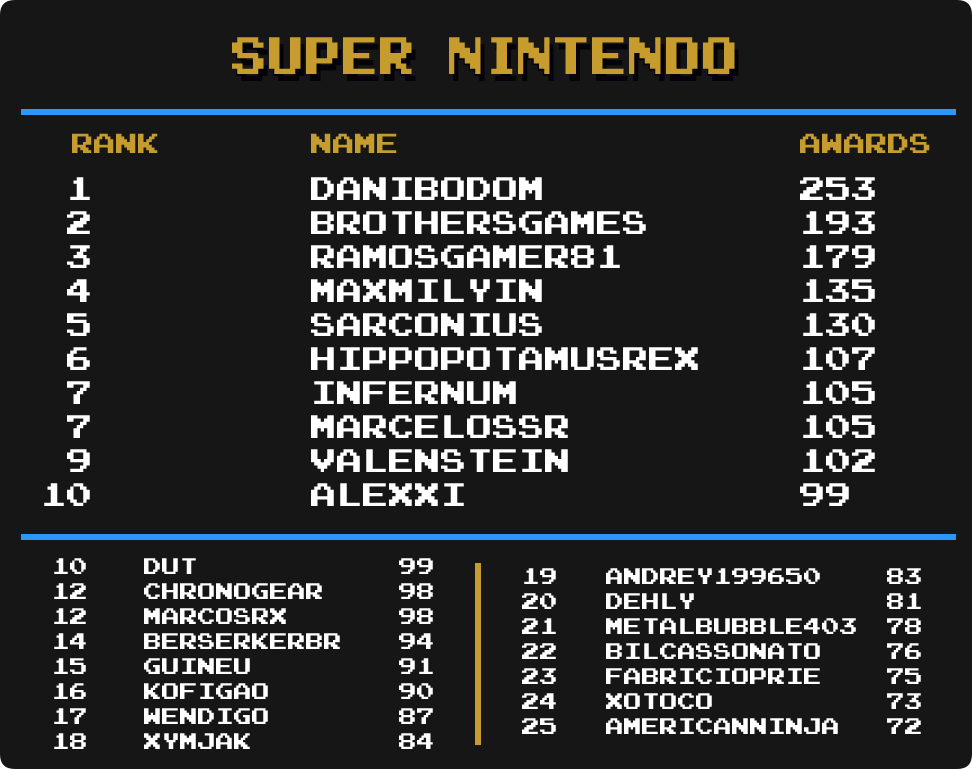 SUPER NINTENDO
RANK NAME AWARDS
1 DANIBODOM 253
2 BROTHERSGAMES 193
3 RAMOSGAMER81 179
4 MAXMILYIN 135
5 SARCONIUS 130
6 HIPPOPOTAMUSREX 107
7 INFERNUM 105
7 MARCELOSSR 105
9 VALENSTEIN 102
10 ALEXXI 99
10 DUT 99
12 CHRONOGEAR 98
12 MARCOSRX 98
14 BERSERKERBR 94
15 GUINEU 91
16 KOFIGAO 90
17 WENDIGO 87
18 XYMJAK 84
19 ANDREY199650 83
20 DEHLY 81
21 METALBUBBLE403 78
22 BILCASSONATO 76
23 FABRICIOPRIE 75
24 XOTOCO 73
25 AMERICANNINJA 72